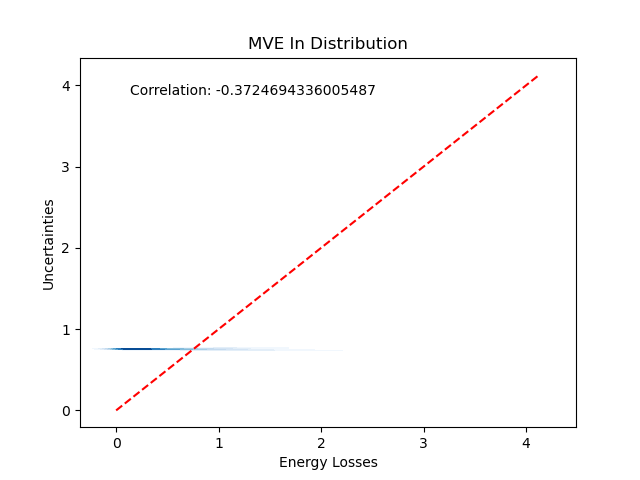 MVE In Distribution
Correlation: -0.3724694336005487
4
3
2
1
0
Uncertainties
0 1 2 3 4
Energy Losses